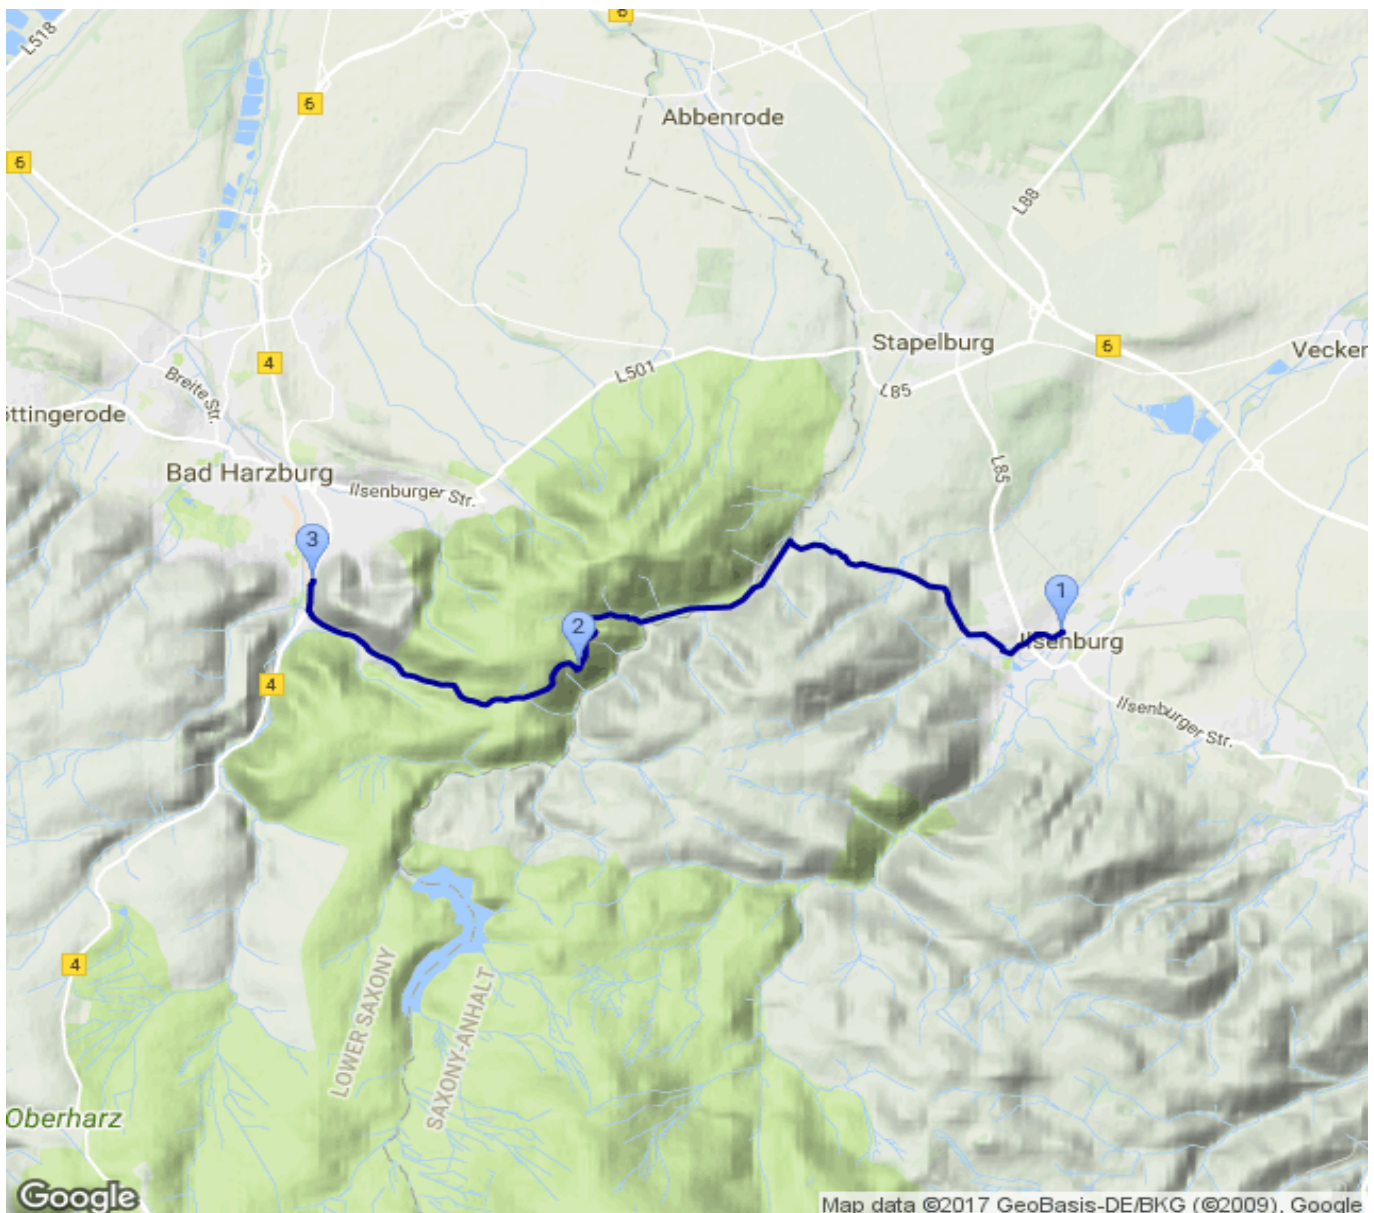 L518
6
6
6
Abbenrode
L88
4
Stapelburg
6
Vecker
L501
L85
Breite Str.
öttingerode
Bad Harzburg
Ilsenburger Str.
L85
3
1
2
Ilsenburg
4
Ilsenburger Str.
4
LOWER SAXONY
SAXONY-ANHALT
Oberharz
Google
Map data ©2017 GeoBasis-DE/BKG (©2009), Google